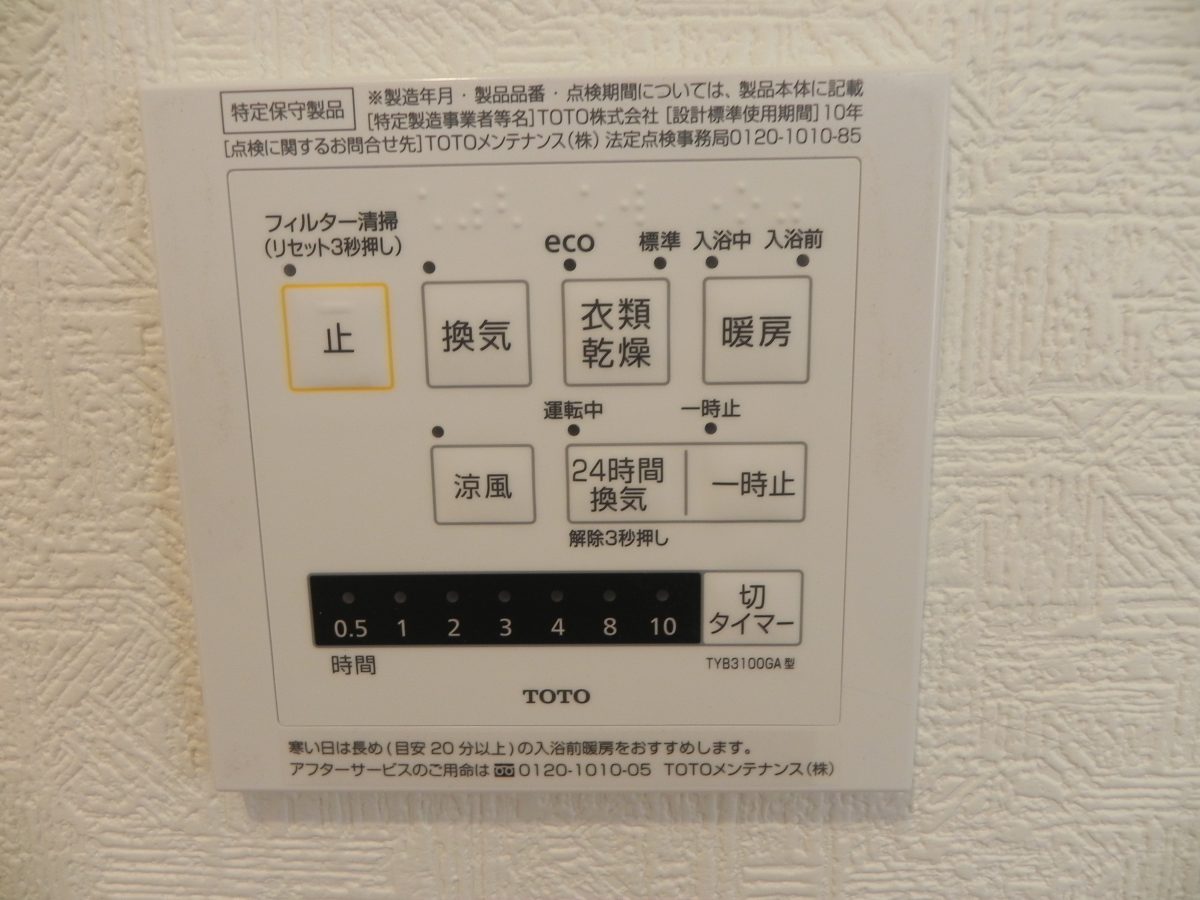 特定保守製品 ※製造年月・製品品番・点検期間については、製品本体に記載
[特定製造事業者等名]TOTO株式会社 [設計標準使用期間]10年
[点検に関するお問合せ先]TOTOメンテナンス(株) 法定点検事務局0120-1010-85
フィルター清掃
(リセット3秒押し)
eco 標準 入浴中 入浴前
止 換気 衣類 暖房
乾燥
運転中 一時止
涼風 24時間 一時止
換気
解除3秒押し
0.5 1 2 3 4 8 10 切
タイマー
時間 TYB3100GA型
TOTO
寒い日は長め(目安20分以上)の入浴前暖房をおすすめします。
アフターサービスのご用命は 0120-1010-05 TOTOメンテナンス(株)